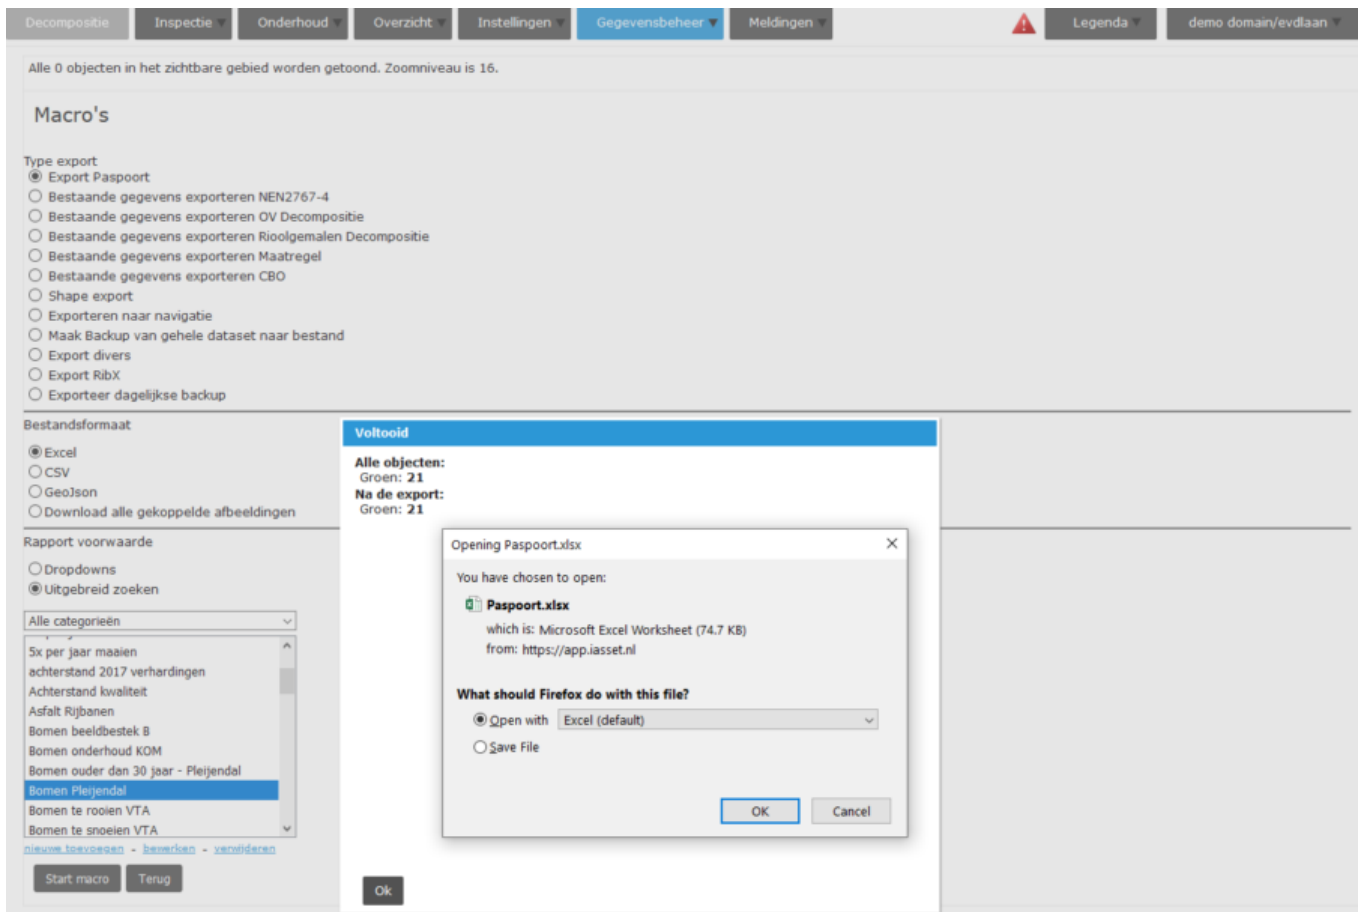 Decompositie Inspectie Onderhoud Overzicht Instellingen Gegevensbeheer Meldingen Legenda demo domain/evdlaan
Alle 0 objecten in het zichtbare gebied worden getoond. Zoomniveau is 16.
Macro's
Type export
Export Paspoort
Bestaande gegevens exporteren NEN2767-4
Bestaande gegevens exporteren OV Decompositie
Bestaande gegevens exporteren Rioolgemalen Decompositie
Bestaande gegevens exporteren Maatregel
Bestaande gegevens exporteren CBO
Shape export
Exporteren naar navigatie
Maak Backup van gehele dataset naar bestand
Export divers
Export RibX
Exporteer dagelijkse backup
Bestandsformaat
Excel
CSV
GeoJson
Download alle gekoppelde afbeeldingen
Rapport voorwaarde
Dropdowns
Uitgebreid zoeken
Alle categorieën
5x per jaar maaien
achterstand 2017 verhardingen
Achterstand kwaliteit
Asfalt Rijbanen
Bomen beeldbestek B
Bomen onderhoud KOM
Bomen ouder dan 30 jaar - Pleijendal
Bomen Pleijendal
Bomen te rooien VTA
Bomen te snoeien VTA
nieuwe toevoegen - bewerken - verwijderen
Start macro Terug
Voltooid
Alle objecten:
Groen: 21
Na de export:
Groen: 21
Opening Paspoort.xlsx
You have chosen to open:
Paspoort.xlsx
which is: Microsoft Excel Worksheet (74.7 KB)
from: https://app.iasset.nl
What should Firefox do with this file?
Open with Excel (default)
Save File
OK Cancel
Ok